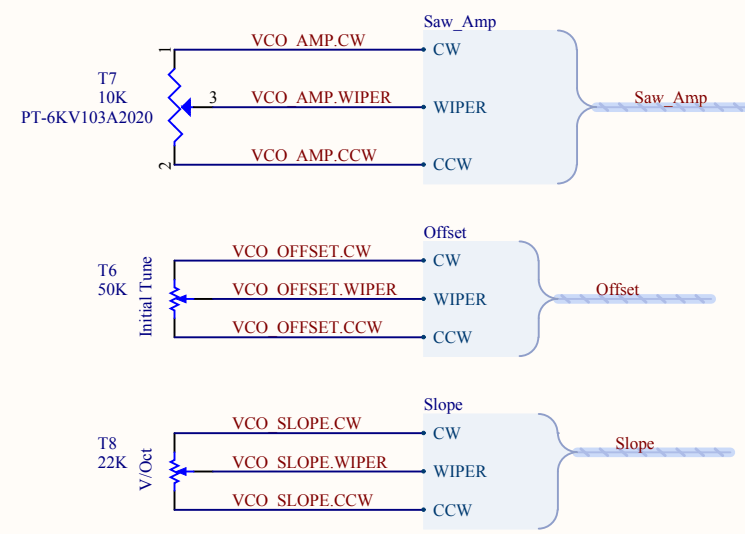 Saw_Amp
VCO_AMP.CW
1
CW
T7
10K
PT-6KV103A2020
3
VCO_AMP.WIPER
WIPER
Saw_Amp
VCO_AMP.CCW
2
CCW
Offset
VCO_OFFSET.CW
CW
T6
50K
Initial Tune
VCO_OFFSET.WIPER
WIPER
Offset
VCO_OFFSET.CCW
CCW
Slope
VCO_SLOPE.CW
CW
T8
22K
V/Oct
VCO_SLOPE.WIPER
WIPER
Slope
VCO_SLOPE.CCW
CCW